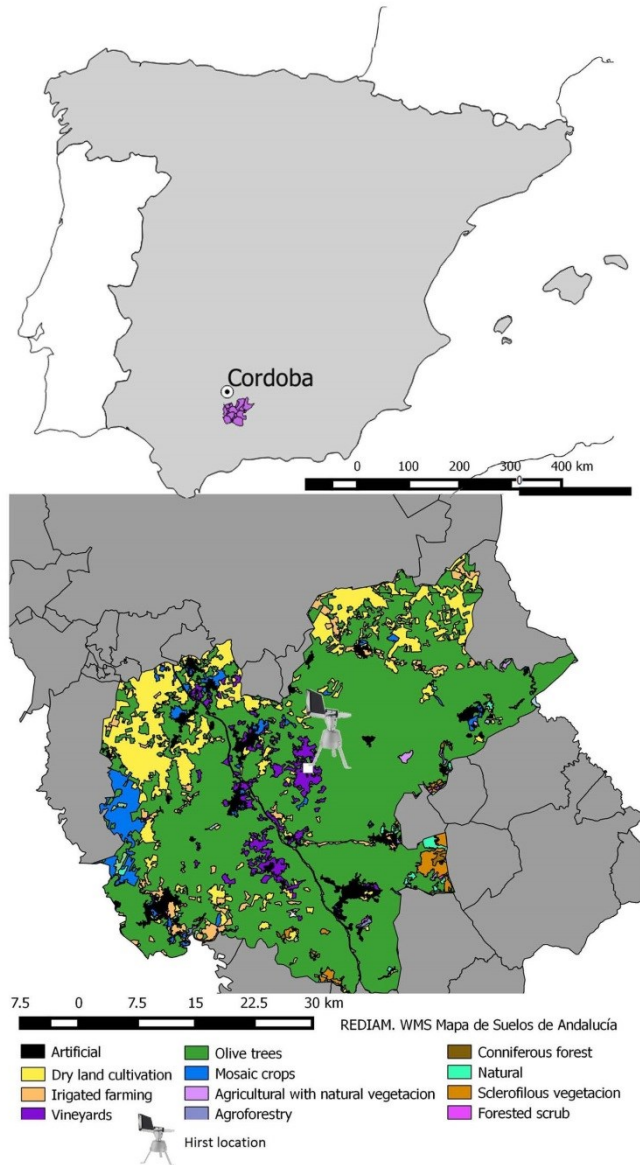 Cordoba
0 100 200 300 0 400 km
7.5 0 7.5 15 22.5 30 km
REDIAM. WMS Mapa de Suelos de Andalucía
Artificial
Dry land cultivation
Irigated farming
Vineyards
Olive trees
Mosaic crops
Agricultural with natural vegetacion
Agroforestry
Conniferous forest
Natural
Sclerofilous vegetacion
Forested scrub
Hirst location